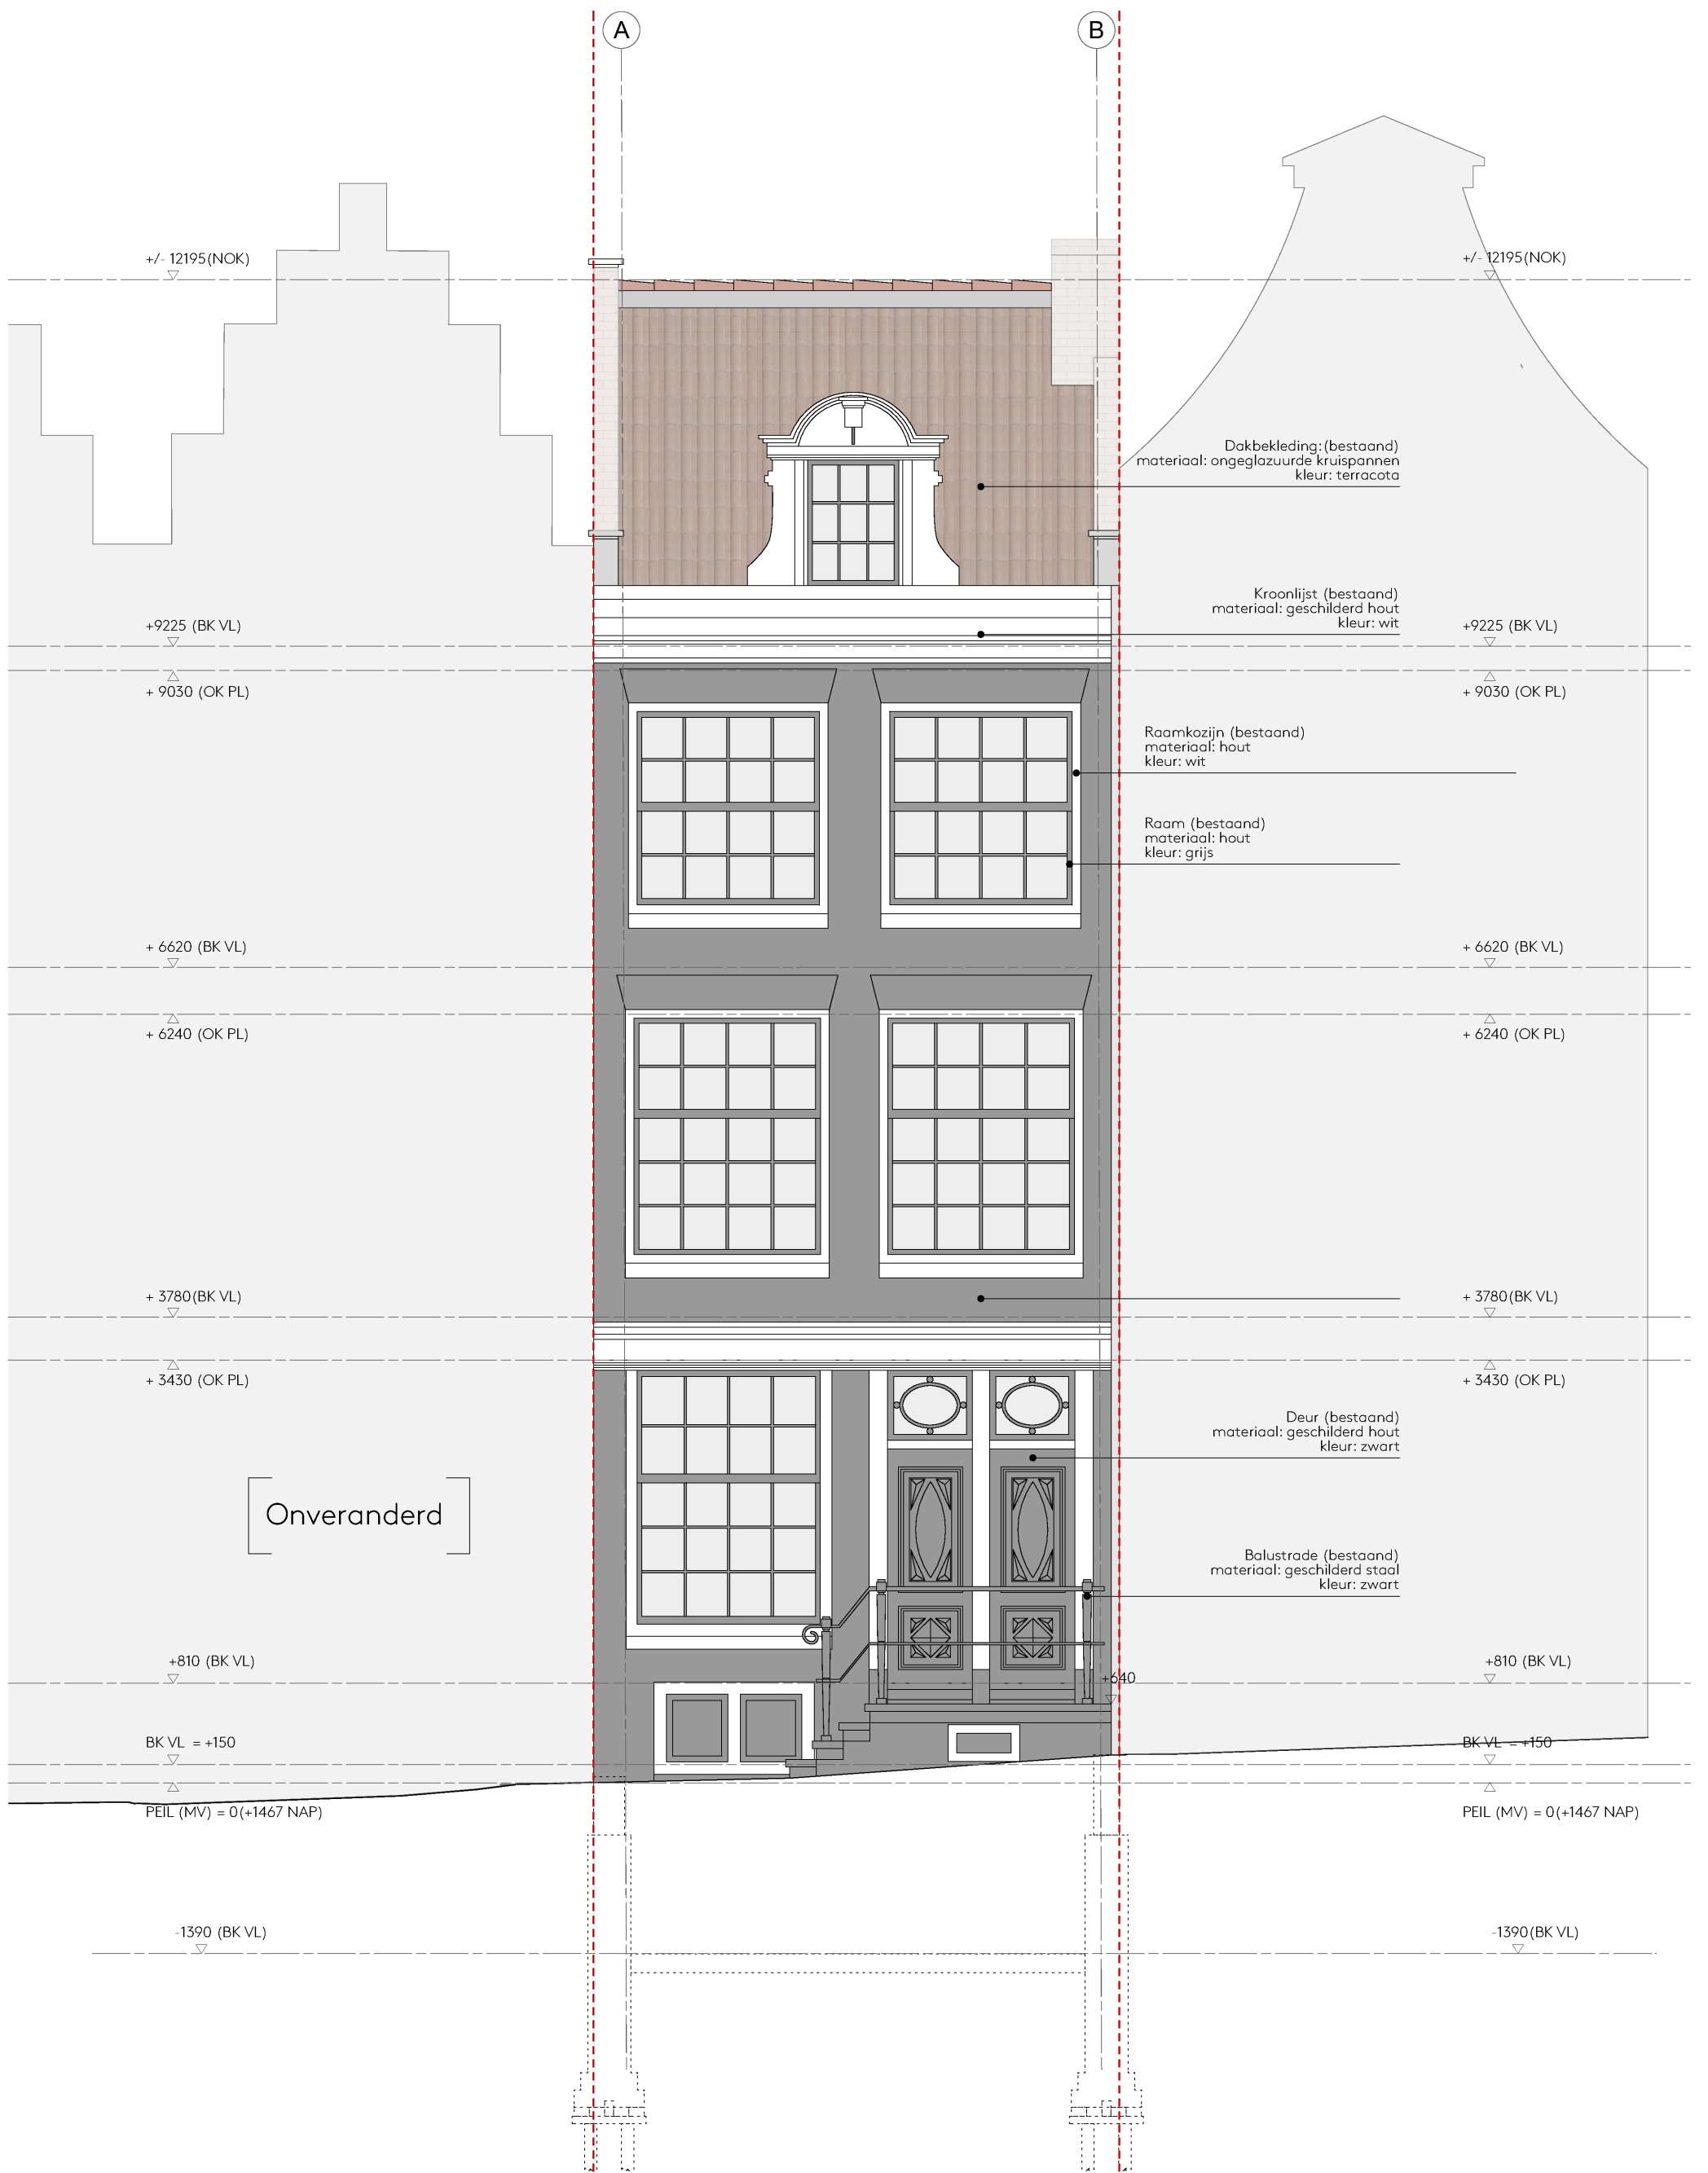 A
B
+/- 12195(NOK)
+/- 12195(NOK)
Dakbekleding:(bestaand)
materiaal: ongeglazuurde kruispannen
kleur: terracota
Kroonlijst (bestaand)
materiaal: geschilderd hout
kleur: wit
+9225 (BK VL)
+9225 (BK VL)
+ 9030 (OK PL)
+ 9030 (OK PL)
Raamkozijn (bestaand)
materiaal: hout
kleur: wit
Raam (bestaand)
materiaal: hout
kleur: grijs
+ 6620 (BK VL)
+ 6620 (BK VL)
+ 6240 (OK PL)
+ 6240 (OK PL)
+ 3780(BK VL)
+ 3780(BK VL)
+ 3430 (OK PL)
+ 3430 (OK PL)
Deur (bestaand)
materiaal: geschilderd hout
kleur: zwart
Onveranderd
Balustrade (bestaand)
materiaal: geschilderd staal
kleur: zwart
+810 (BK VL)
+810 (BK VL)
+640
BK VL = +150
BK VL = +150
PEIL (MV) = 0(+1467 NAP)
PEIL (MV) = 0(+1467 NAP)
-1390 (BK VL)
-1390(BK VL)